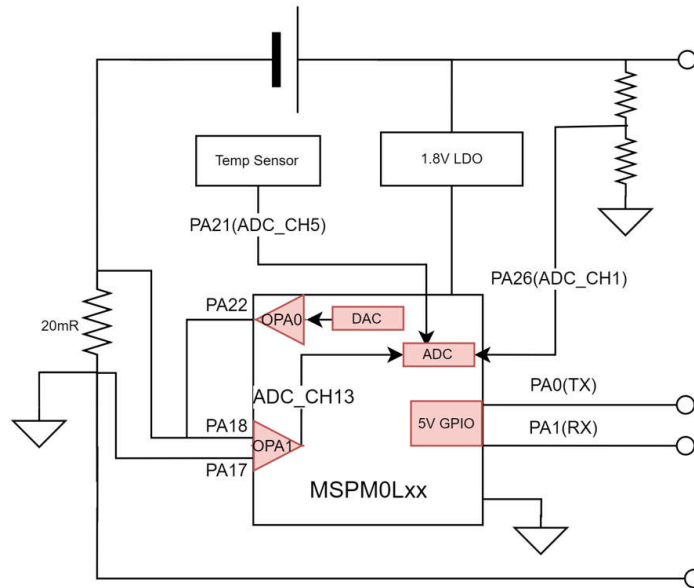 Temp Sensor
1.8V LDO
PA21(ADC_CH5)
PA26(ADC_CH1)
20mR
PA22
OPA0
DAC
ADC
ADC_CH13
PA0(TX)
PA18
5V GPIO
PA1(RX)
OPA1
PA17
MSPM0Lxx